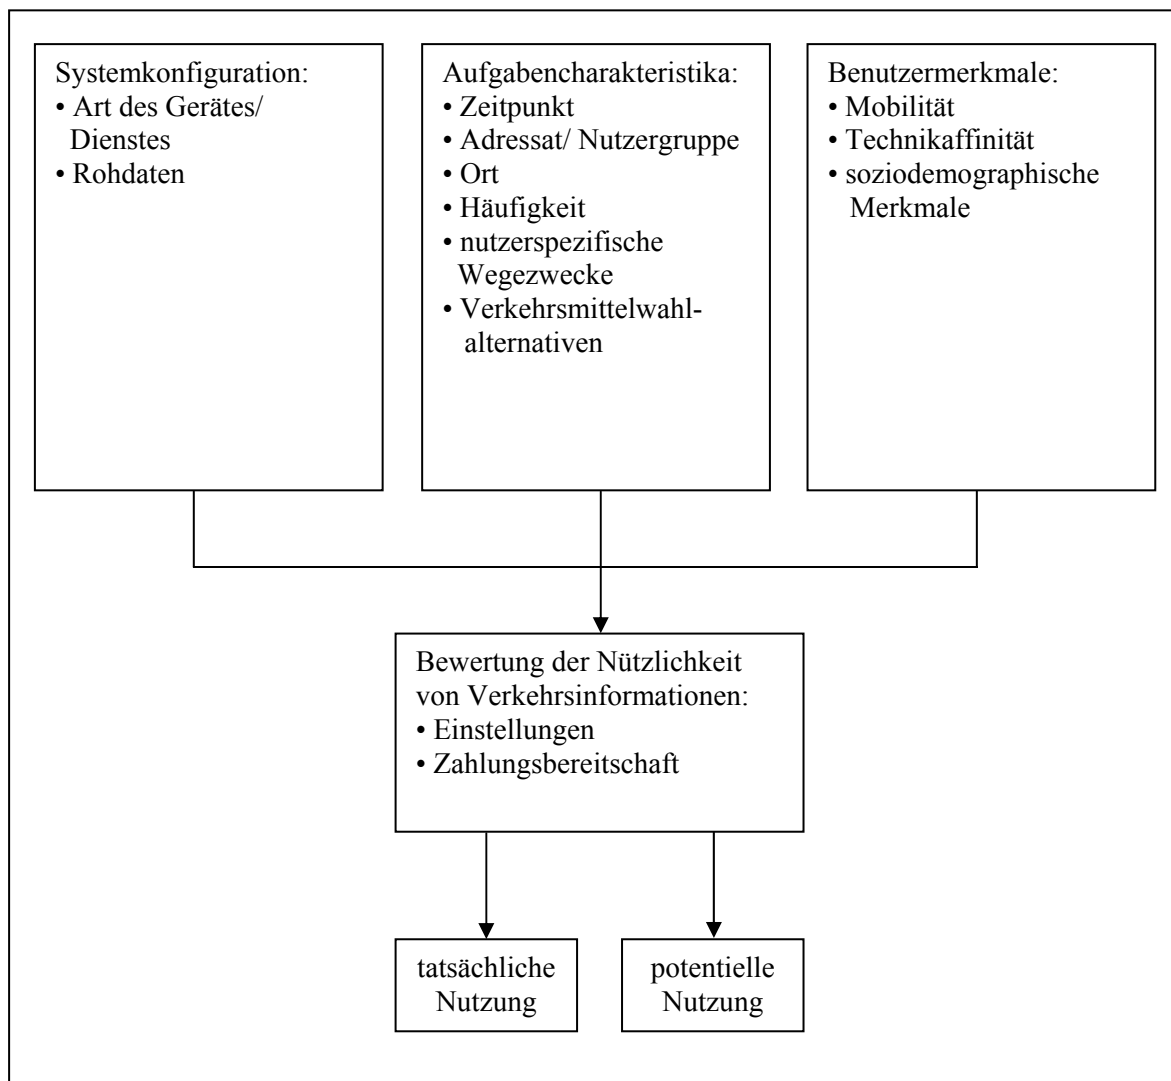 Systemkonfiguration:
• Art des Gerätes/
Dienstes
• Rohdaten
Aufgabencharakteristika:
• Zeitpunkt
• Adressat/ Nutzergruppe
• Ort
• Häufigkeit
• nutzerspezifische
Wegezwecke
• Verkehrsmittelwahl-
alternativen
Benutzermerkmale:
• Mobilität
• Technikaffinität
• soziodemographische
Merkmale
Bewertung der Nützlichkeit
von Verkehrsinformationen:
• Einstellungen
• Zahlungsbereitschaft
tatsächliche
Nutzung
potentielle
Nutzung